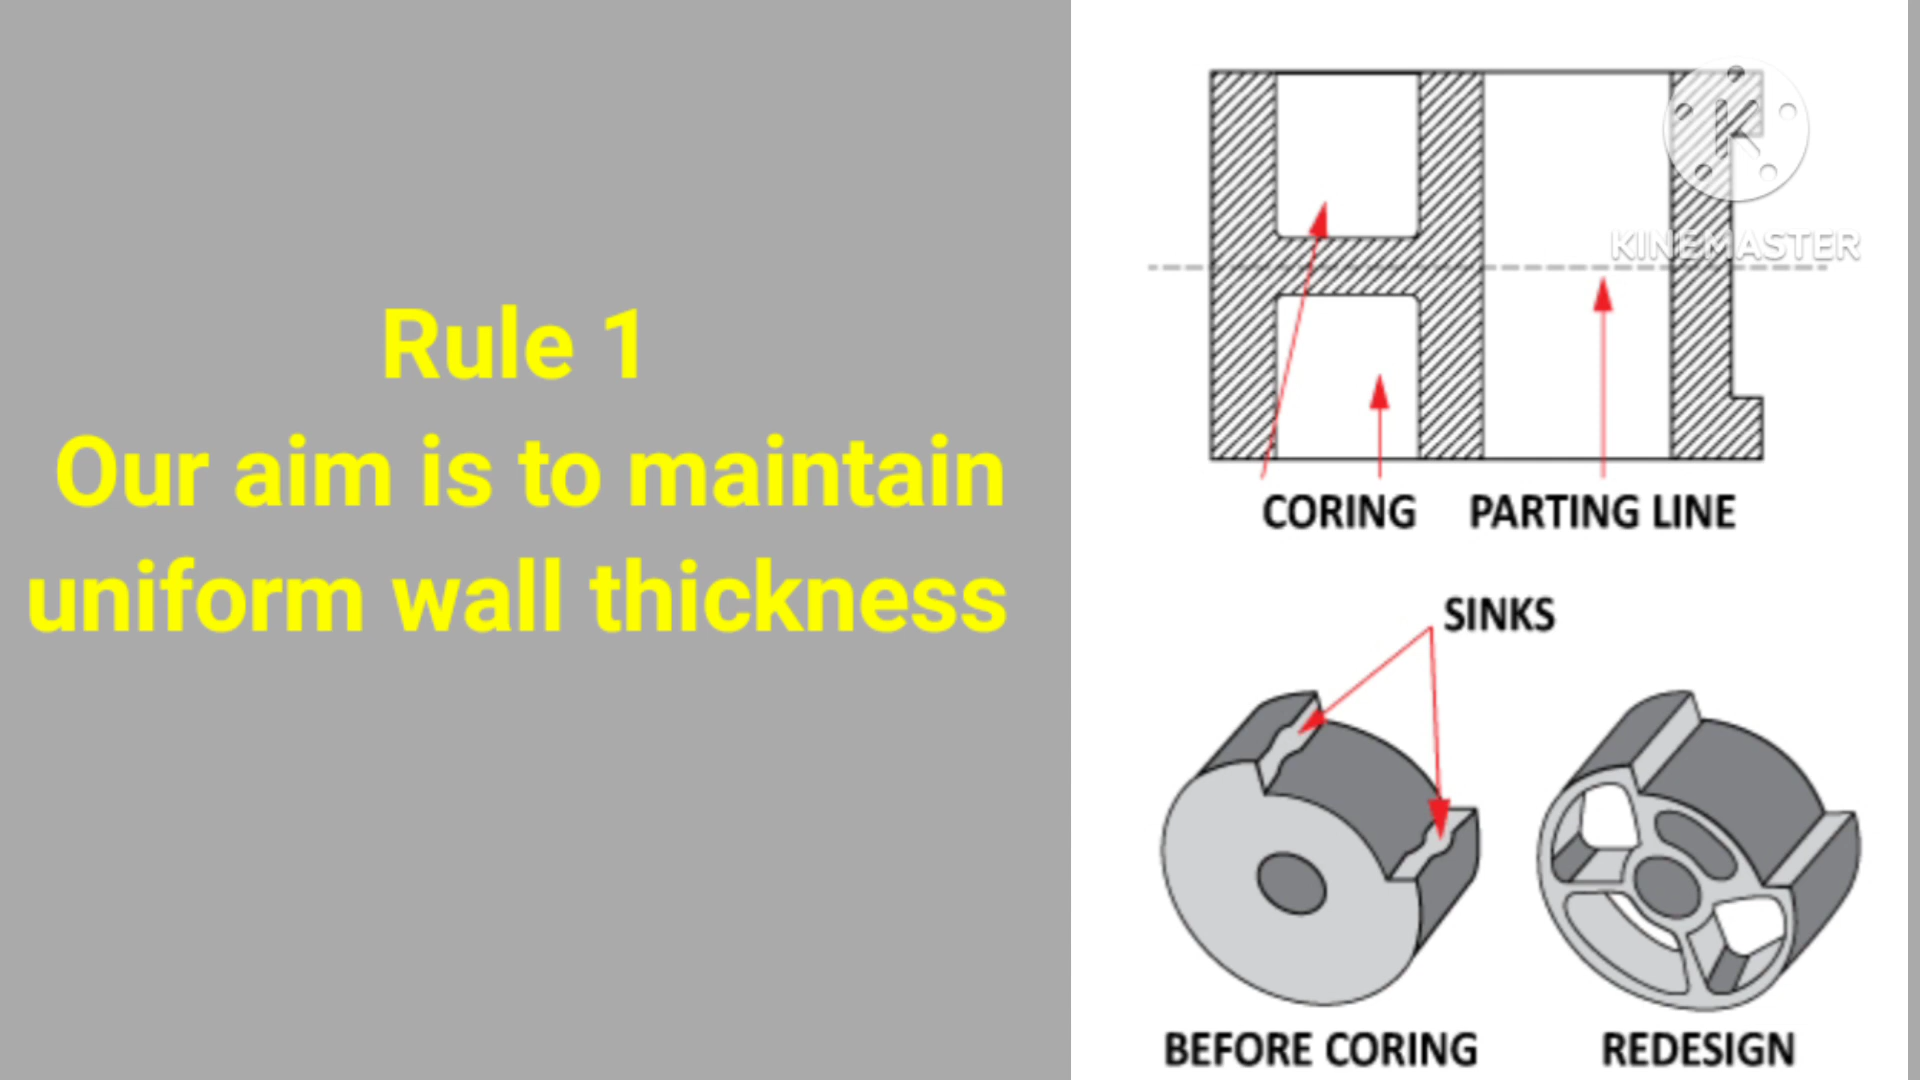 Rule 1
Our aim is to maintain
uniform wall thickness
KINEMASTER
CORING PARTING LINE
SINKS
BEFORE CORING REDESIGN